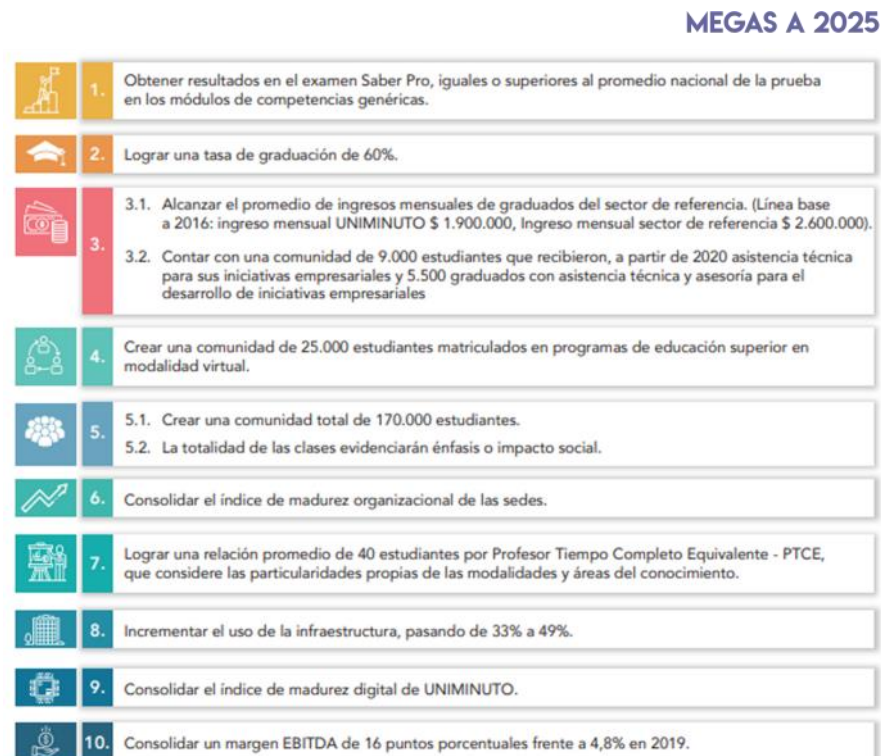 MEGAS A 2025
1. Obtener resultados en el examen Saber Pro, iguales o superiores al promedio nacional de la prueba
en los módulos de competencias genéricas.
2. Lograr una tasa de graduación de 60%.
3.
3.1. Alcanzar el promedio de ingresos mensuales de graduados del sector de referencia. (Línea base
a 2016: ingreso mensual UNIMINUTO $ 1.900.000, Ingreso mensual sector de referencia $ 2.600.000).
3.2. Contar con una comunidad de 9.000 estudiantes que recibieron, a partir de 2020 asistencia técnica
para sus iniciativas empresariales y 5.500 graduados con asistencia técnica y asesoría para el
desarrollo de iniciativas empresariales
4. Crear una comunidad de 25.000 estudiantes matriculados en programas de educación superior en
modalidad virtual.
5.
5.1. Crear una comunidad total de 170.000 estudiantes.
5.2. La totalidad de las clases evidenciarán énfasis o impacto social.
6. Consolidar el índice de madurez organizacional de las sedes.
7. Lograr una relación promedio de 40 estudiantes por Profesor Tiempo Completo Equivalente - PTCE,
que considere las particularidades propias de las modalidades y áreas del conocimiento.
8. Incrementar el uso de la infraestructura, pasando de 33% a 49%.
9. Consolidar el índice de madurez digital de UNIMINUTO.
10. Consolidar un margen EBITDA de 16 puntos porcentuales frente a 4,8% en 2019.